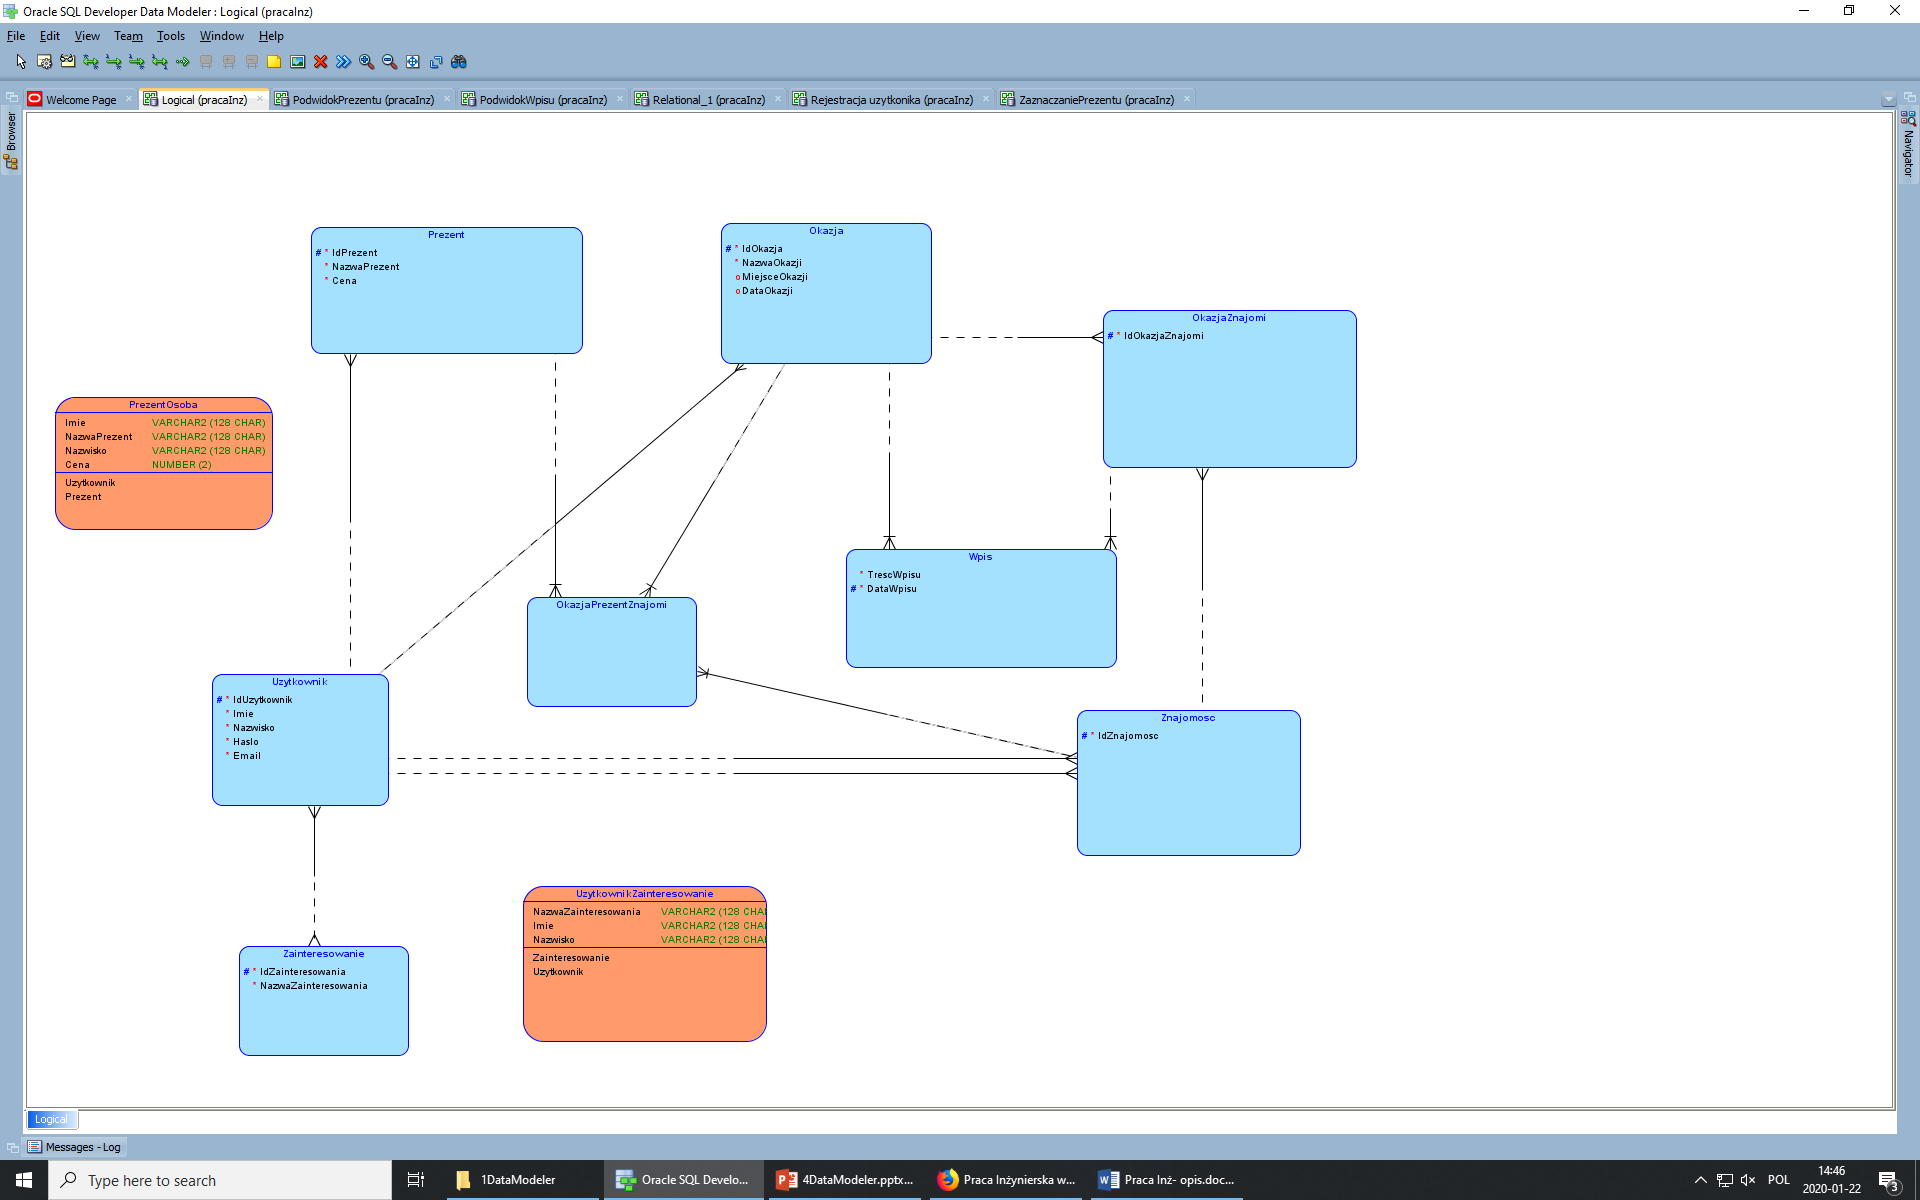 Oracle SQL Developer Data Modeler : Logical (pracaInz)
File Edit View Team Tools Window Help
Welcome Page Logical (pracaInz) PodwidokPrezentu (pracaInz) PodwidokWpisu (pracaInz) Relational_1 (pracaInz) Rejestracja uzytkonika (pracaInz) ZaznaczaniePrezentu (pracaInz)
Browser
Navigator
Prezent
# * IdPrezent
* NazwaPrezent
* Cena
Okazja
# * IdOkazja
* NazwaOkazji
o MiejsceOkazji
o DataOkazji
OkazjaZnajomi
# * IdOkazjaZnajomi
PrezentOsoba
Imie VARCHAR2 (128 CHAR)
NazwaPrezent VARCHAR2 (128 CHAR)
Nazwisko VARCHAR2 (128 CHAR)
Cena NUMBER (2)
Uzytkownik
Prezent
Wpis
* TrescWpisu
# * DataWpisu
OkazjaPrezentZnajomi
Uzytkownik
# * IdUzytkownik
* Imie
* Nazwisko
* Haslo
* Email
Znajomosc
# * IdZnajomosc
UzytkownikZainteresowanie
NazwaZainteresowania VARCHAR2 (128 CHA
Imie VARCHAR2 (128 CHA
Nazwisko VARCHAR2 (128 CHA
Zainteresowanie
Uzytkownik
Zainteresowanie
# * IdZainteresowania
* NazwaZainteresowania
Logical
Messages - Log
Type here to search
1DataModeler
Oracle SQL Develo...
4DataModeler.pptx...
Praca Inżynierska w...
Praca Inż- opis.doc...
POL
14:46
2020-01-22
3